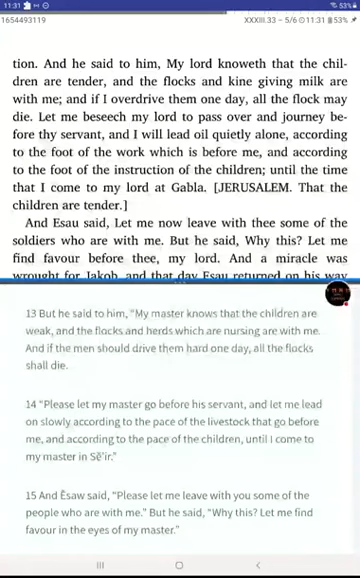 11:31
53%
1654493119
XXXIII.33 – 5/6 11:31 53%
tion. And he said to him, My lord knoweth that the chil-
dren are tender, and the flocks and kine giving milk are
with me; and if I overdrive them one day, all the flock may
die. Let me beseech my lord to pass over and journey be-
fore thy servant, and I will lead oil quietly alone, according
to the foot of the work which is before me, and according
to the foot of the instruction of the children; until the time
that I come to my lord at Gabla. [JERUSALEM. That the
children are tender.]
And Esau said, Let me now leave with thee some of the
soldiers who are with me. But he said, Why this? Let me
find favour before thee, my lord. And a miracle was
wrought for Jakob, and that day Esau returned on his way
13 But he said to him, “My master knows that the children are
weak, and the flocks and herds which are nursing are with me.
And if the men should drive them hard one day, all the flocks
shall die.
14 “Please let my master go before his servant, and let me lead
on slowly according to the pace of the livestock that go before
me, and according to the pace of the children, until I come to
my master in Sĕ‛ir.”
15 And Ĕsaw said, “Please let me leave with you some of the
people who are with me.” But he said, “Why this? Let me find
favour in the eyes of my master.”